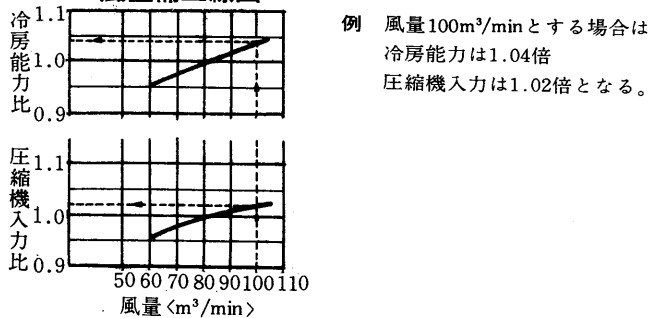 例 風量100m³/minとする場合は
冷房能力は1.04倍
圧縮機入力は1.02倍となる。
冷房能力比
1.1
1.0
0.9
圧縮機入力比
1.1
1.0
0.9
50 60 70 80 90 100 110
風量<m³/min>